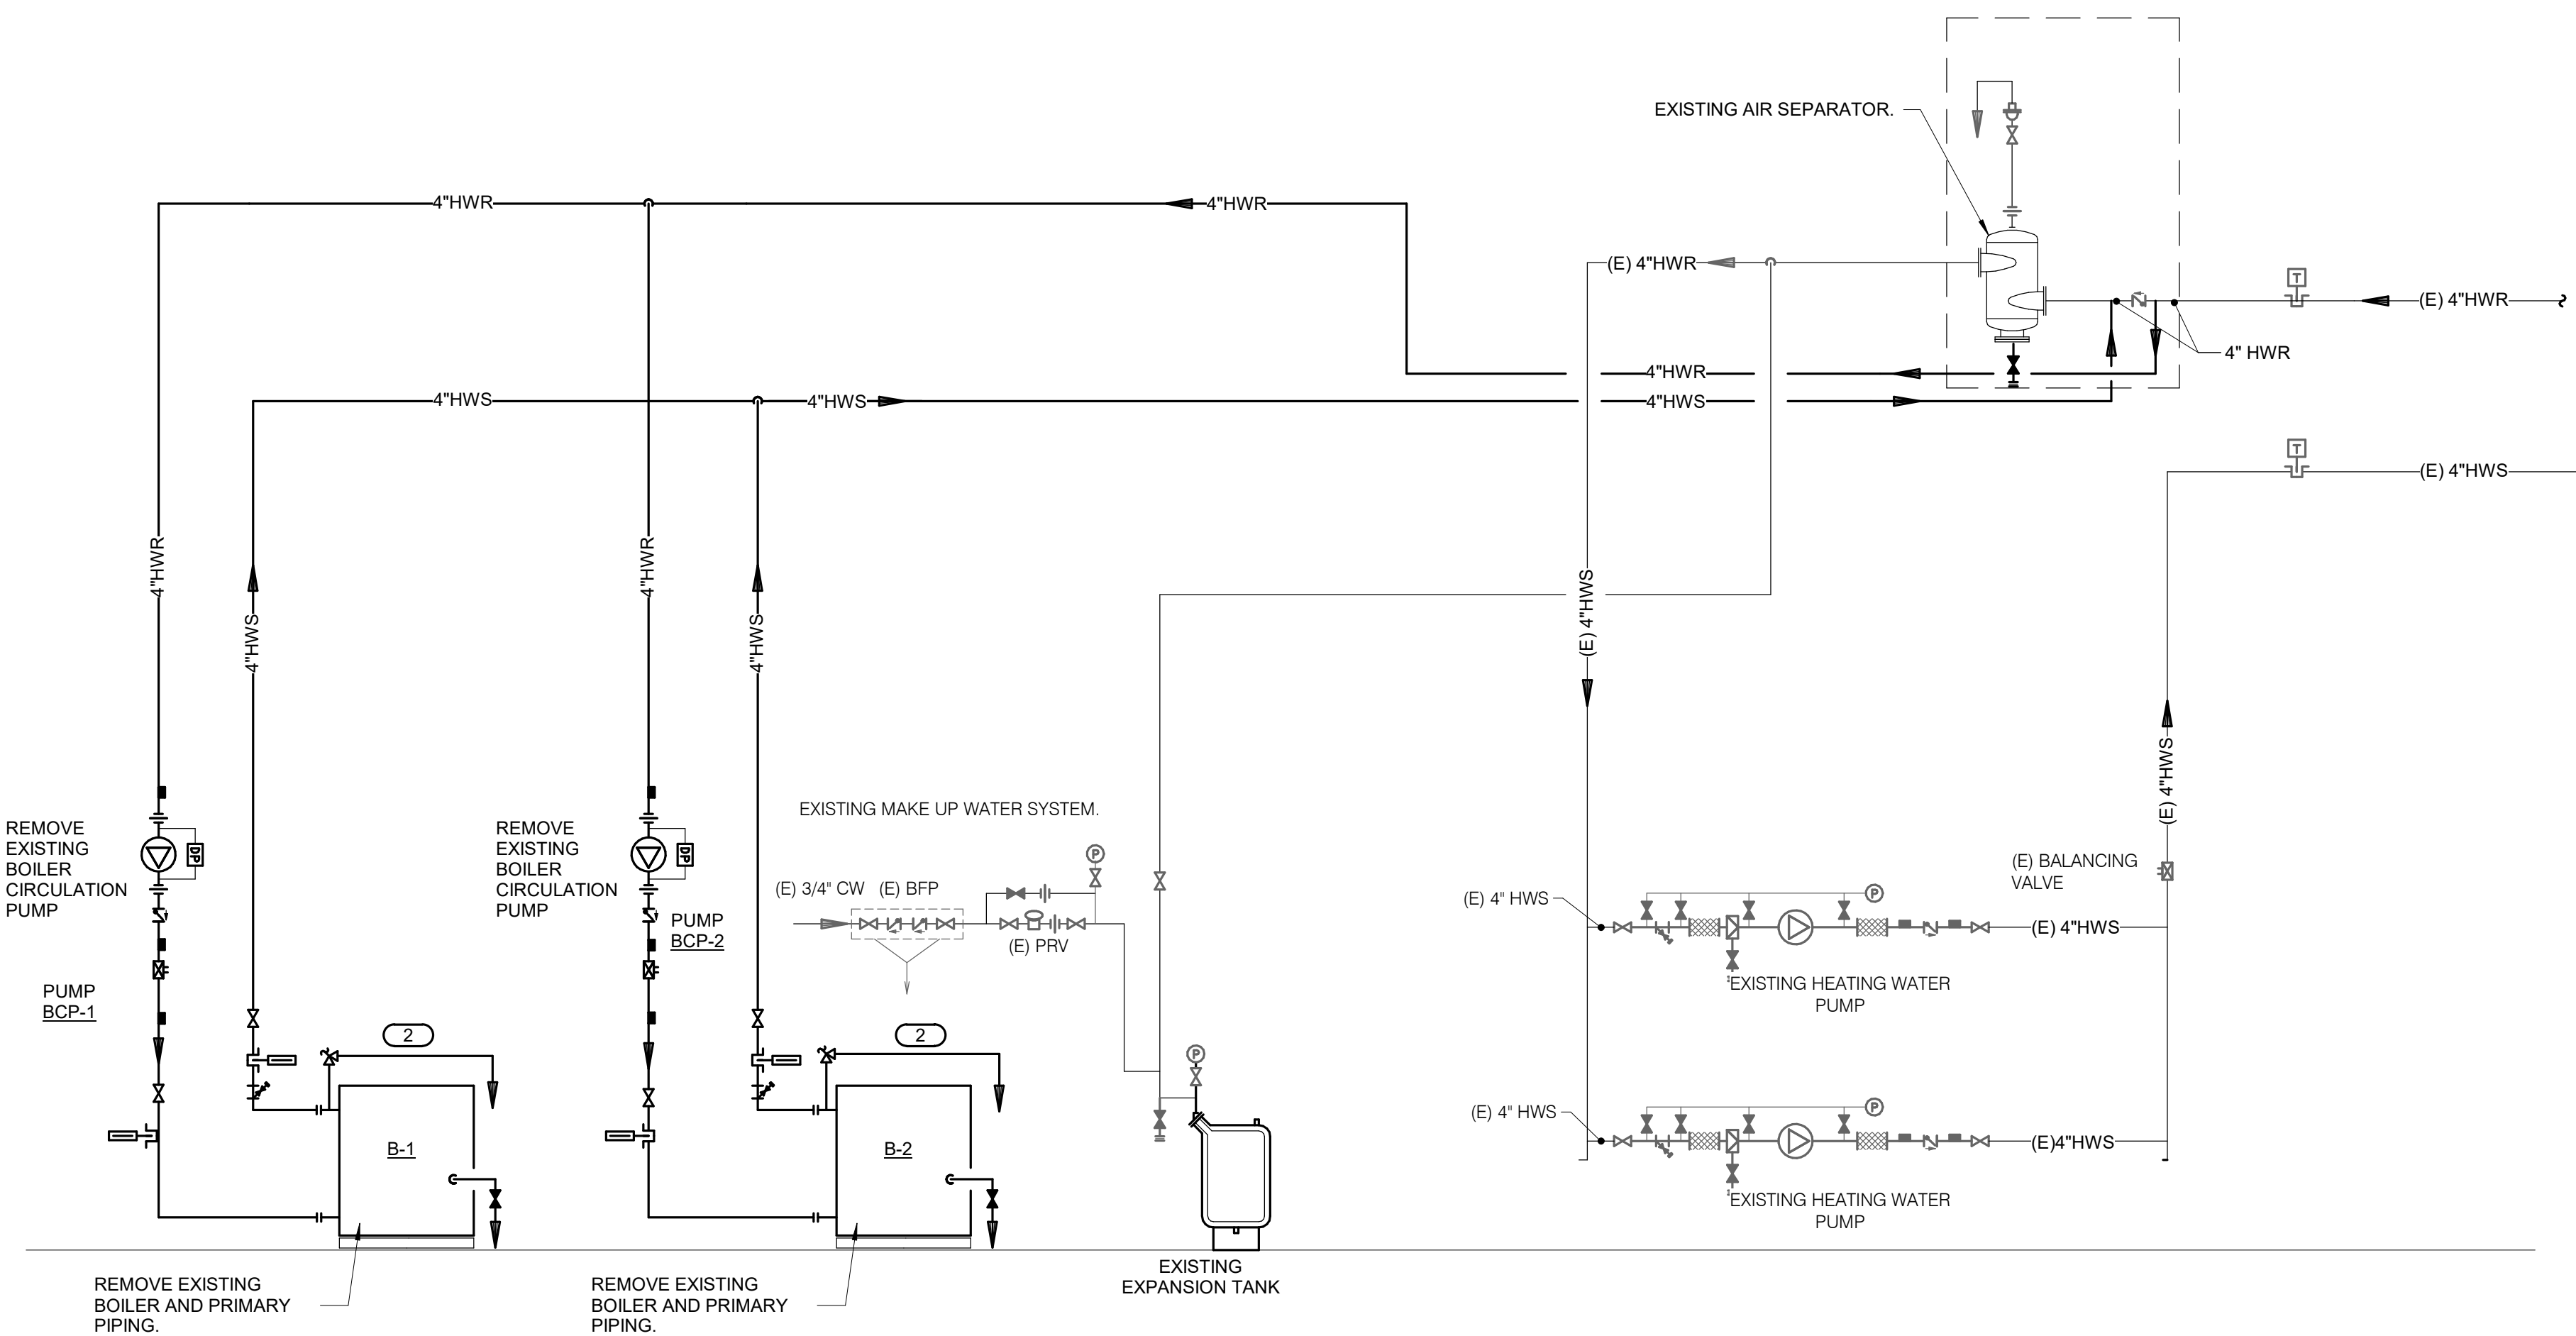 EXISTING AIR SEPARATOR.
4"HWR
4"HWR
(E) 4"HWR
T
(E) 4"HWR
4" HWR
4"HWR
4"HWS
4"HWS
4"HWS
T
(E) 4"HWS
4"HWR
4"HWS
4"HWR
4"HWS
(E) 4"HWS
(E) 4"HWS
REMOVE
EXISTING
BOILER
CIRCULATION
PUMP
DP
PUMP
BCP-1
REMOVE
EXISTING
BOILER
CIRCULATION
PUMP
DP
PUMP
BCP-2
EXISTING MAKE UP WATER SYSTEM.
(E) 3/4" CW
(E) BFP
P
(E) PRV
(E) BALANCING
VALVE
(E) 4" HWS
P
(E) 4"HWS
EXISTING HEATING WATER
PUMP
2
2
P
(E) 4" HWS
P
(E)4"HWS
EXISTING HEATING WATER
PUMP
B-1
B-2
EXISTING
EXPANSION TANK
REMOVE EXISTING
BOILER AND PRIMARY
PIPING.
REMOVE EXISTING
BOILER AND PRIMARY
PIPING.